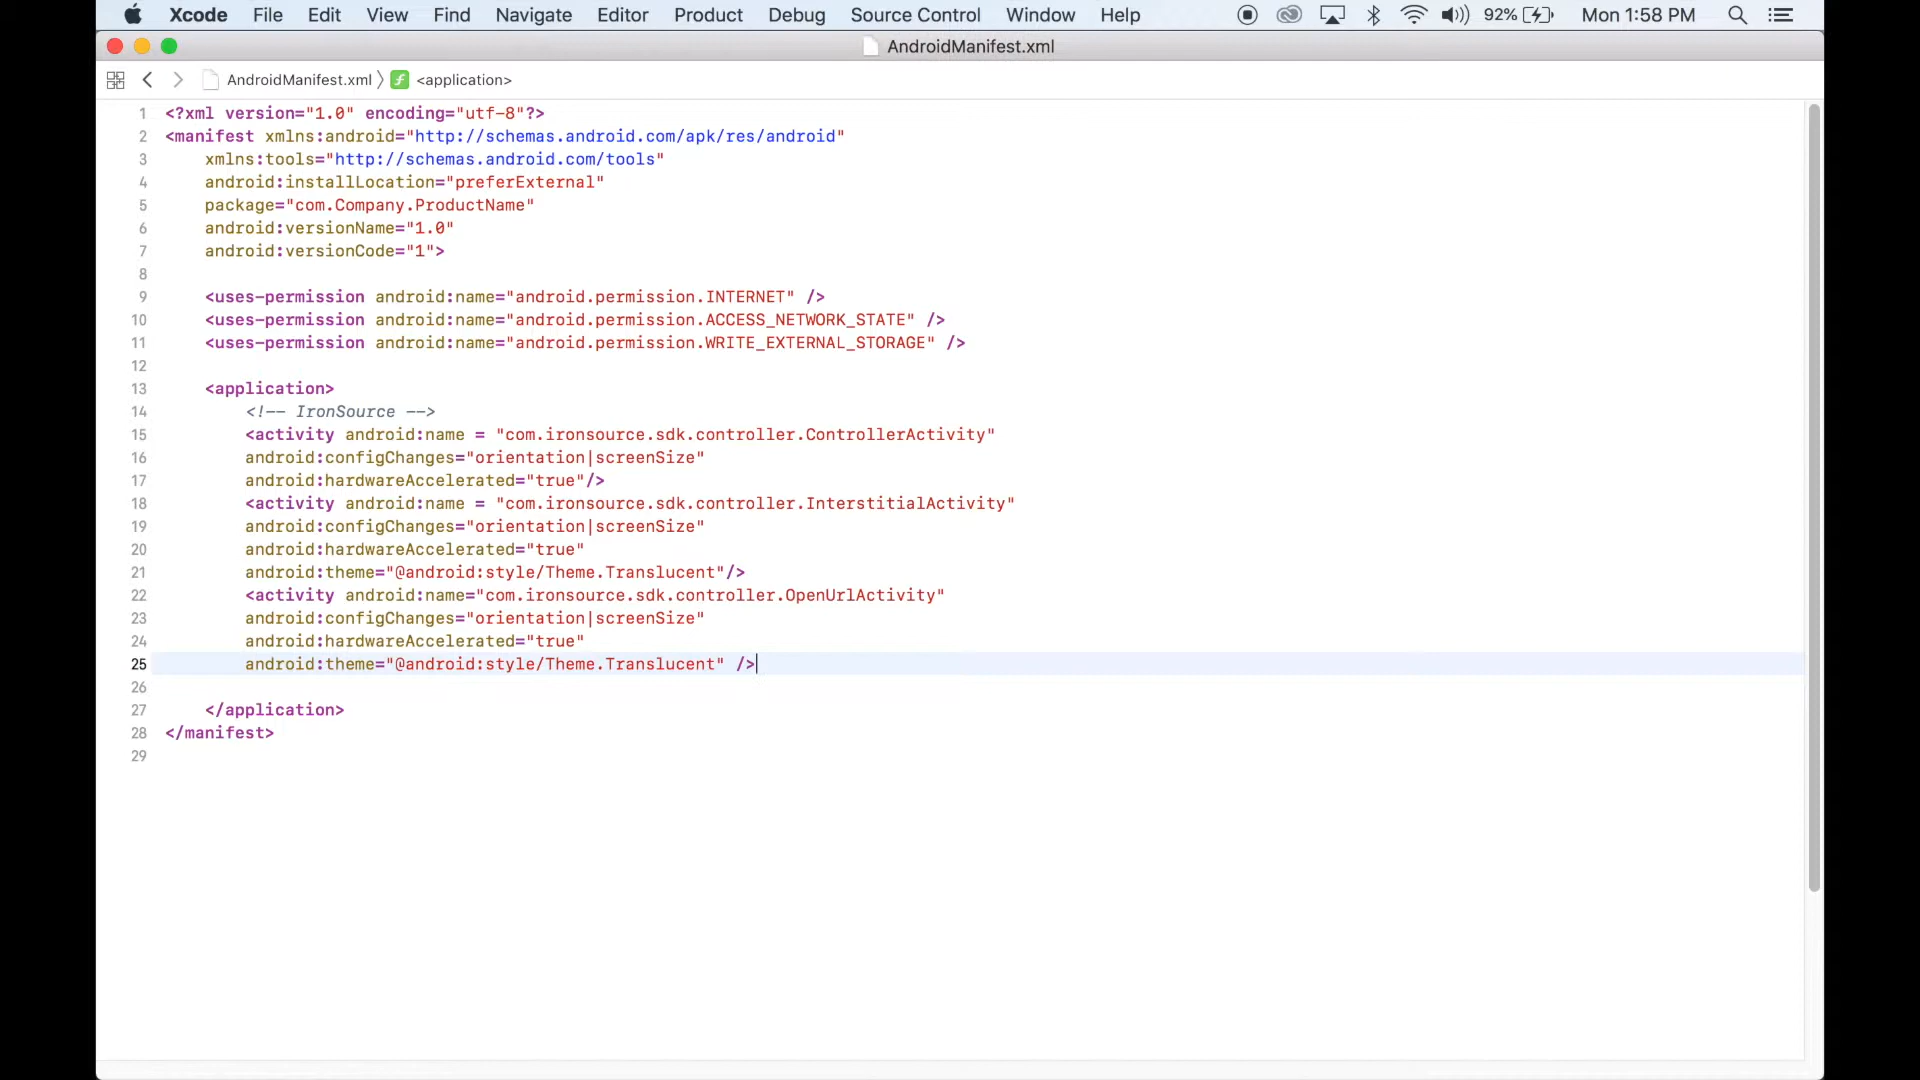 Xcode File Edit View Find Navigate Editor Product Debug Source Control Window Help 92% Mon 1:58 PM
AndroidManifest.xml
AndroidManifest.xml 〉 f <application>
1 <?xml version="1.0" encoding="utf-8"?>
2 <manifest xmlns:android="http://schemas.android.com/apk/res/android"
3 xmlns:tools="http://schemas.android.com/tools"
4 android:installLocation="preferExternal"
5 package="com.Company.ProductName"
6 android:versionName="1.0"
7 android:versionCode="1">
8
9 <uses-permission android:name="android.permission.INTERNET" />
10 <uses-permission android:name="android.permission.ACCESS_NETWORK_STATE" />
11 <uses-permission android:name="android.permission.WRITE_EXTERNAL_STORAGE" />
12
13 <application>
14 <!-- IronSource -->
15 <activity android:name = "com.ironsource.sdk.controller.ControllerActivity"
16 android:configChanges="orientation|screenSize"
17 android:hardwareAccelerated="true"/>
18 <activity android:name = "com.ironsource.sdk.controller.InterstitialActivity"
19 android:configChanges="orientation|screenSize"
20 android:hardwareAccelerated="true"
21 android:theme="@android:style/Theme.Translucent"/>
22 <activity android:name="com.ironsource.sdk.controller.OpenUrlActivity"
23 android:configChanges="orientation|screenSize"
24 android:hardwareAccelerated="true"
25 android:theme="@android:style/Theme.Translucent" />
26
27 </application>
28 </manifest>
29